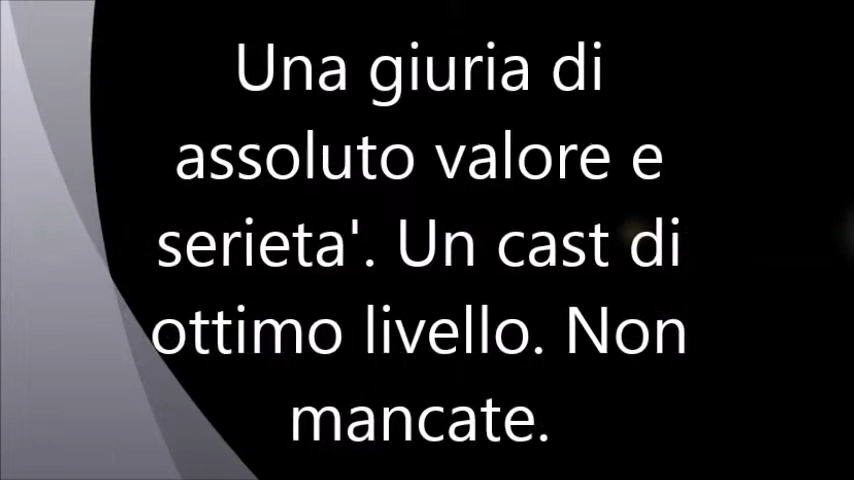 Una giuria di
assoluto valore e
serieta'. Un cast di
ottimo livello. Non
mancate.